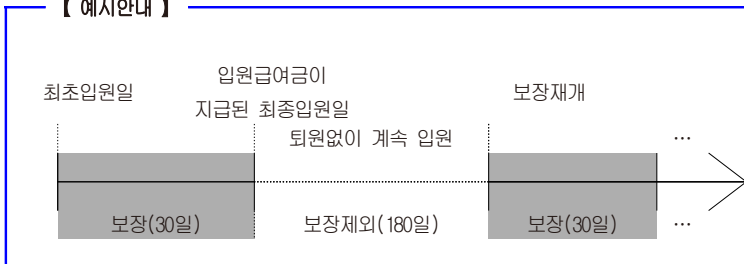 【 예시안내 】
최초입원일
입원급여금이
지급된 최종입원일
보장재개
퇴원없이 계속 입원
…
보장(30일)
보장제외(180일)
보장(30일)
…